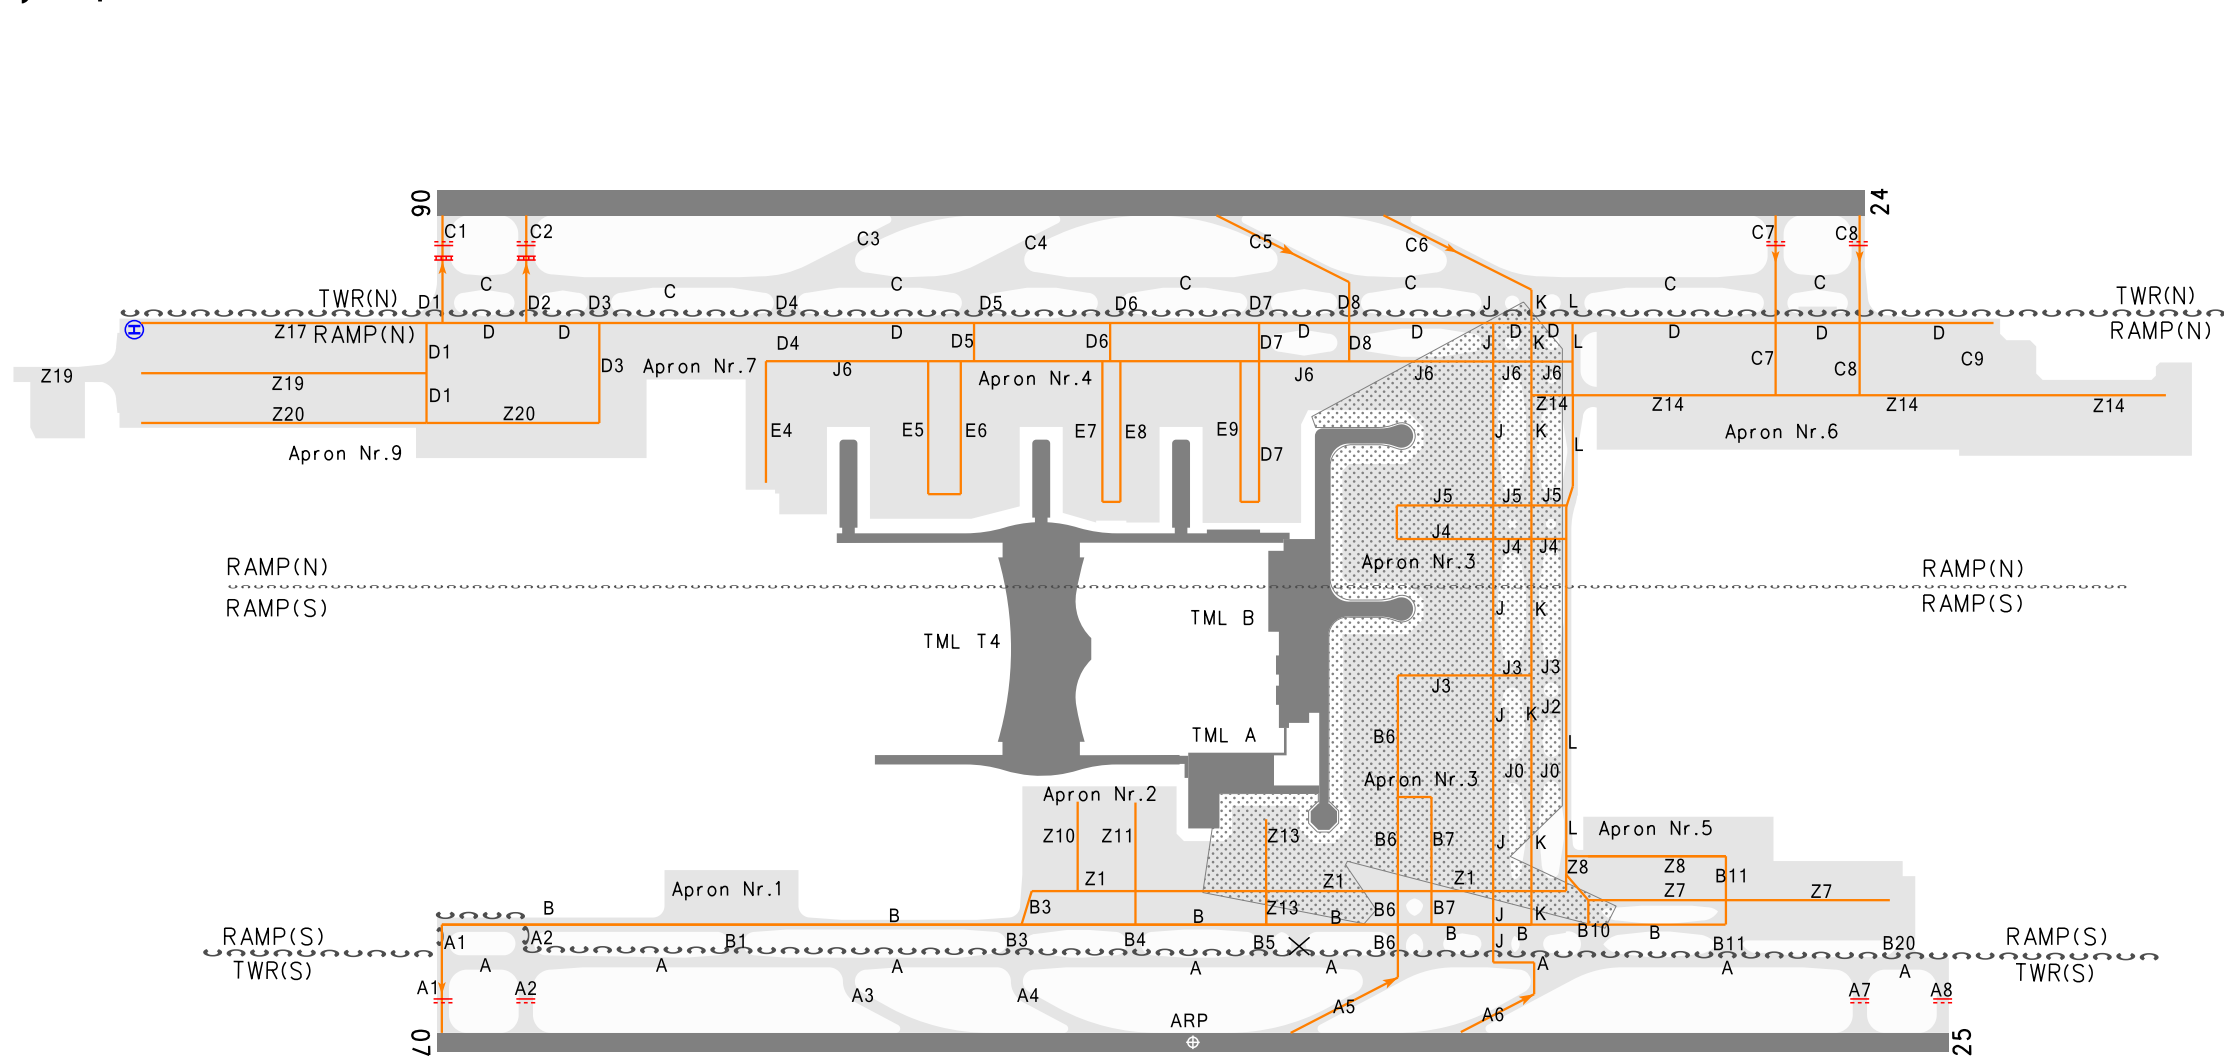 06 24
C1 C2 C3 C4 C5 C6 C7 C8
C C C C C C C
TWR(N) D1 D2 D3 D4 D5 D6 D7 D8 J K L TWR(N)
H Z17 RAMP(N) D D D D D D D D D D RAMP(N)
D1 Apron Nr.7 D4 D5 D6 D7 D8 J K L C7 C8 C9
Z19 Z19 D1 D3 J6 Apron Nr.4 J6 J6 J6 J6
Z20 Z20 Z14 Z14 Z14 Z14
Apron Nr.9 E4 E5 E6 E7 E8 E9 D7 J K L Apron Nr.6
J5 J5 J5
J4 J4 J4
RAMP(N) Apron Nr.3 RAMP(N)
RAMP(S) RAMP(S)
TML T4 TML B J K
J3 J3 J3
J K J2
TML A B6 L
Apron Nr.3 J0 J0
Apron Nr.2
Z10 Z11 Z13 B6 B7 J K L Apron Nr.5
Z8 Z8 B11
Apron Nr.1 Z1 Z1 Z1 Z7 Z7
B B B3 B Z13 B B6 B7 J K
RAMP(S) A1 A2 B1 B3 B4 B5 B6 B J B B10 B B11 B20 RAMP(S)
TWR(S) A A A A A A A A TWR(S)
A1 A2 A3 A4 A5 A6 A7 A8
ARP
07 25